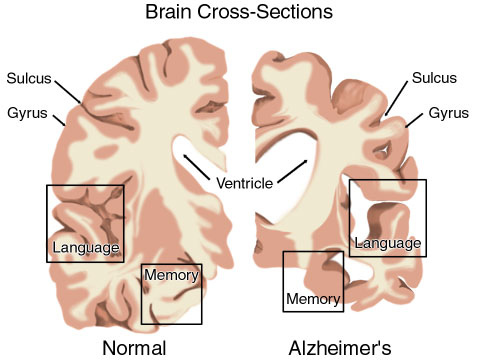 Brain Cross-Sections
Sulcus
Gyrus
Sulcus
Gyrus
Ventricle
Language
Memory
Language
Memory
Normal
Alzheimer's